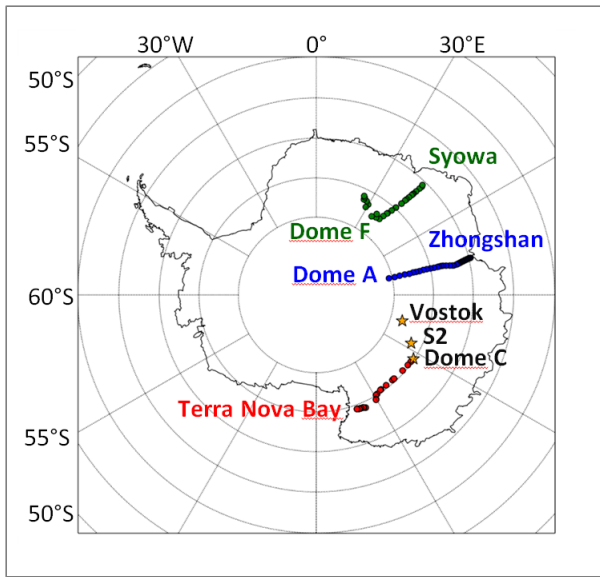 30°W 0° 30°E
50°S
55°S
Syowa
Dome F
Zhongshan
Dome A
60°S
Vostok
S2
Dome C
Terra Nova Bay
55°S
50°S